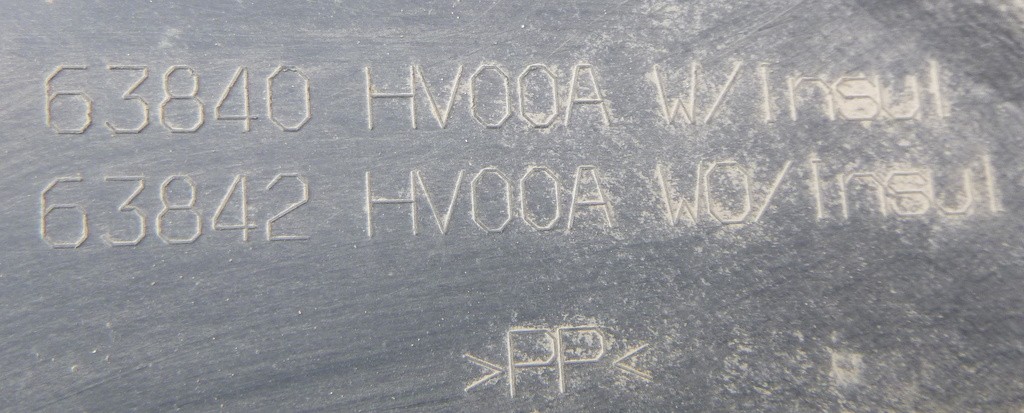 63840 HV00A W/Insul
63842 HV00A WO/Insul
>PP<